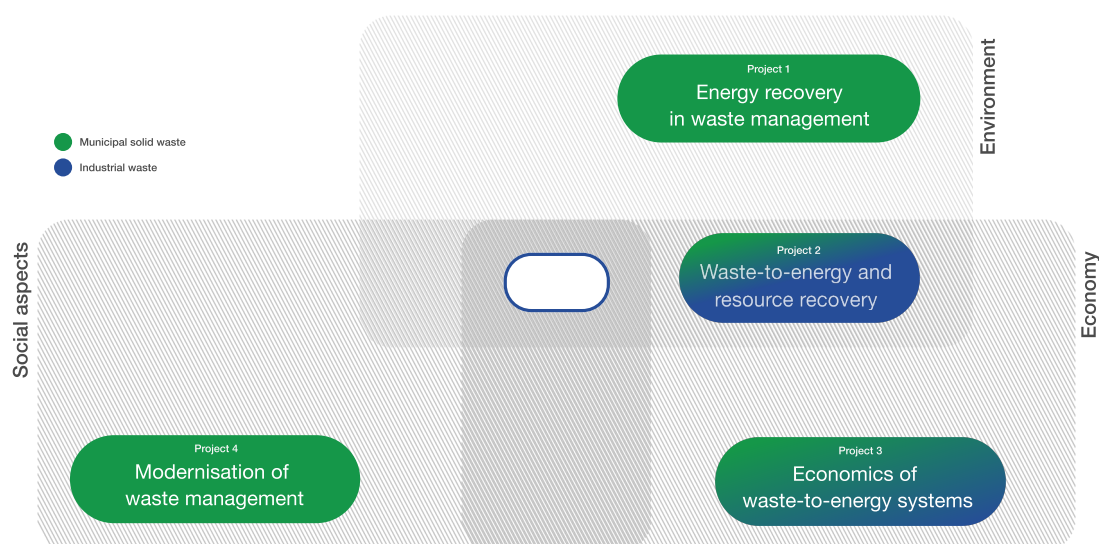 Environment
Project 1
Energy recovery
in waste management
Municipal solid waste
Industrial waste
Social aspects
Economy
Project 2
Waste-to-energy and
resource recovery
Project 4
Modernisation of
waste management
Project 3
Economics of
waste-to-energy systems